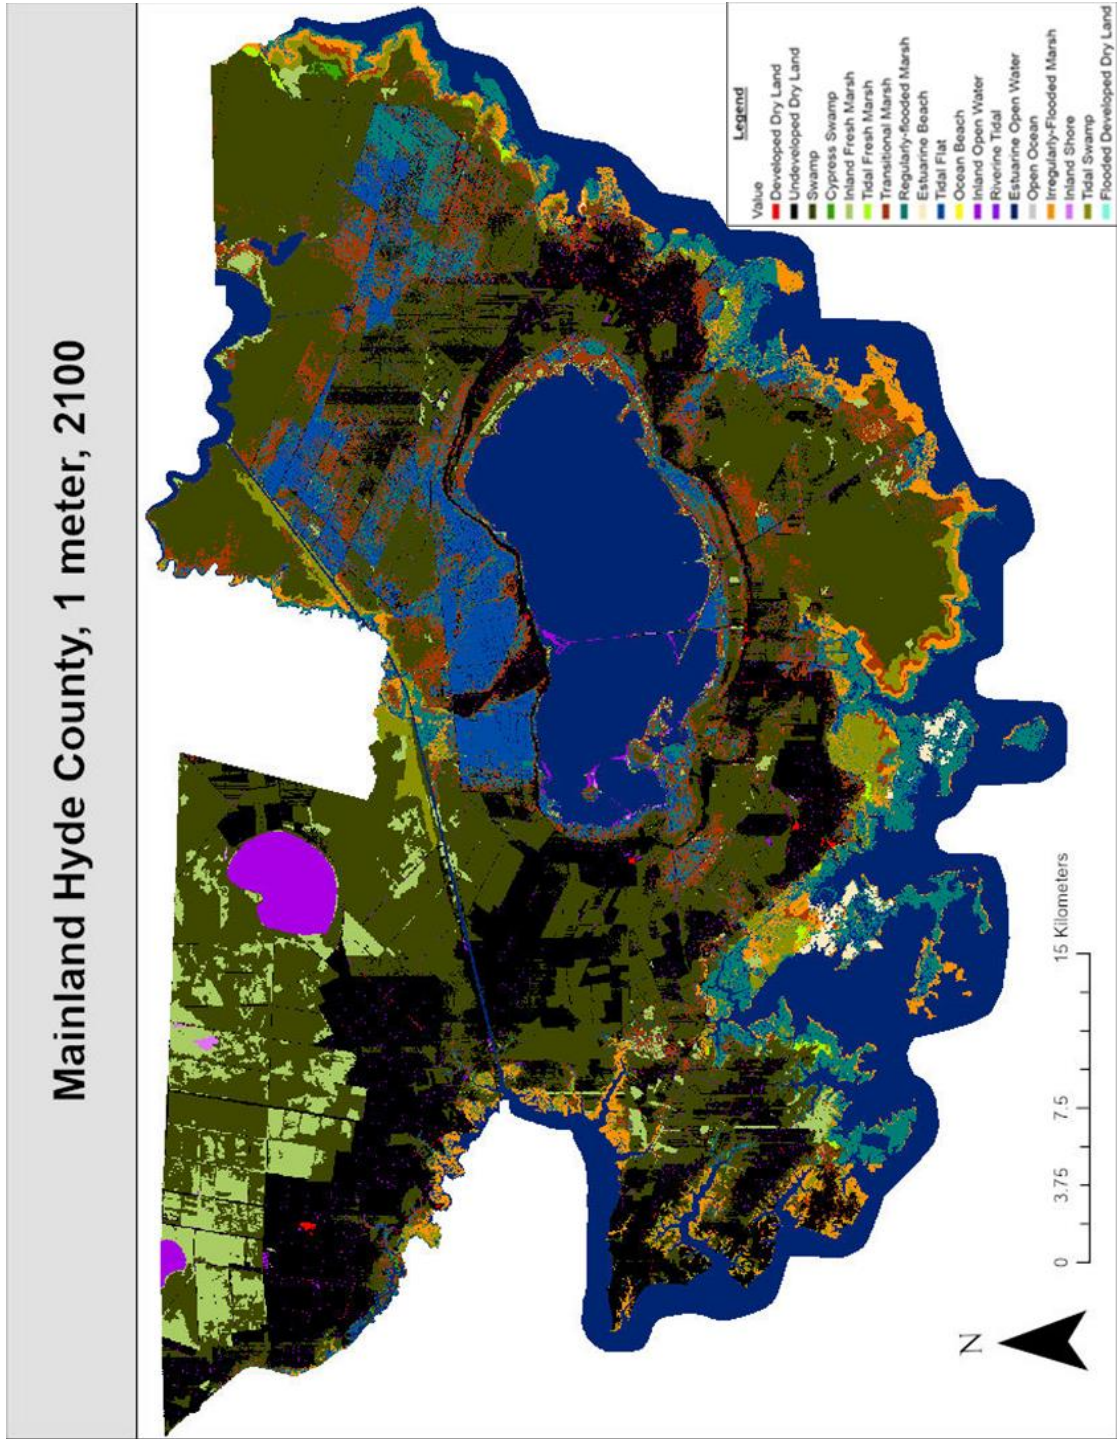 Mainland Hyde County, 1 meter, 2100
Legend
Value
Developed Dry Land
Undeveloped Dry Land
Swamp
Cypress Swamp
Inland Fresh Marsh
Tidal Fresh Marsh
Transitional Marsh
Regularly-flooded Marsh
Estuarine Beach
Tidal Flat
Ocean Beach
Inland Open Water
Riverine Tidal
Estuarine Open Water
Open Ocean
Irregularly-Flooded Marsh
Inland Shore
Tidal Swamp
Flooded Developed Dry Land
N
0 3.75 7.5 15 Kilometers